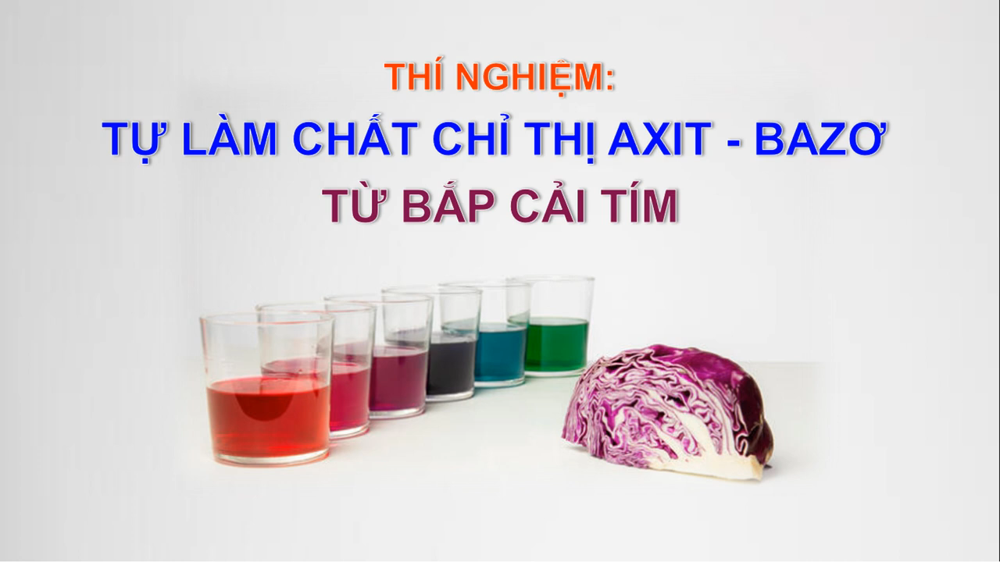 THÍ NGHIỆM:
TỰ LÀM CHẤT CHỈ THỊ AXIT - BAZƠ
TỪ BẮP CẢI TÍM